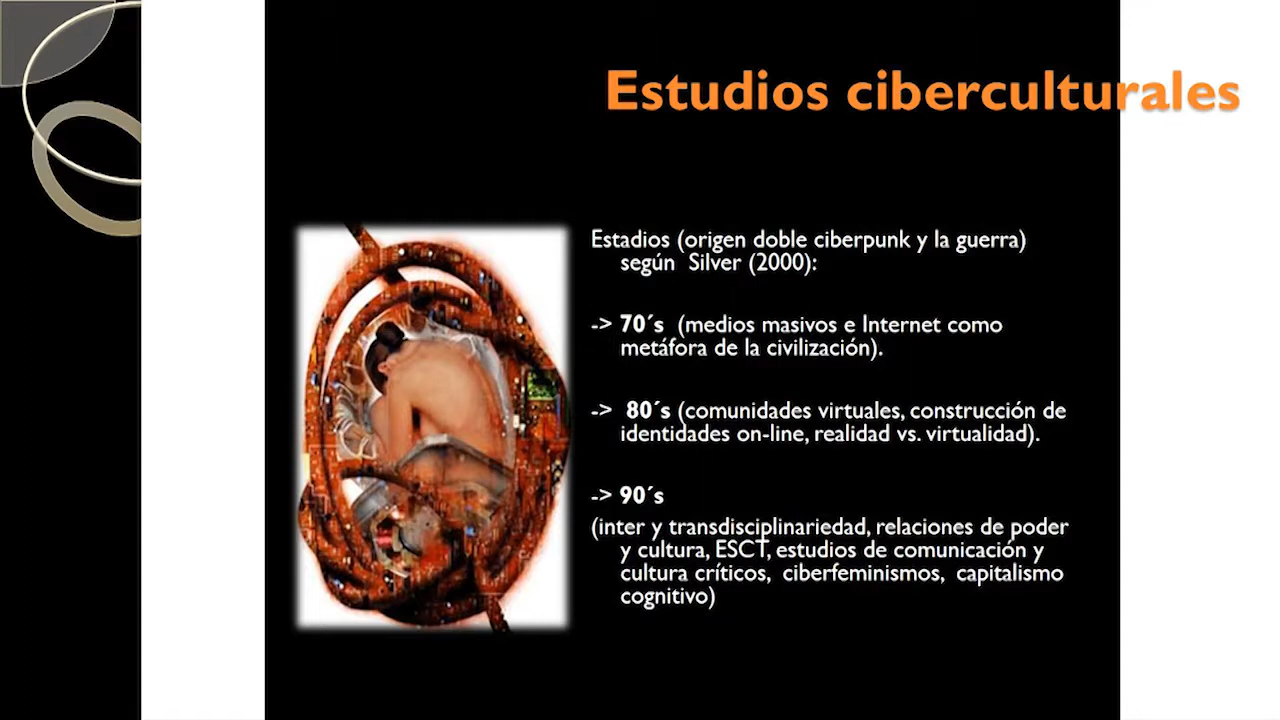 Estudios ciberculturales
Estadios (origen doble ciberpunk y la guerra)
según Silver (2000):
-> 70´s (medios masivos e Internet como
metáfora de la civilización).
-> 80´s (comunidades virtuales, construcción de
identidades on-line, realidad vs. virtualidad).
-> 90´s
(inter y transdisciplinariedad, relaciones de poder
y cultura, ESCT, estudios de comunicación y
cultura críticos, ciberfeminismos, capitalismo
cognitivo)